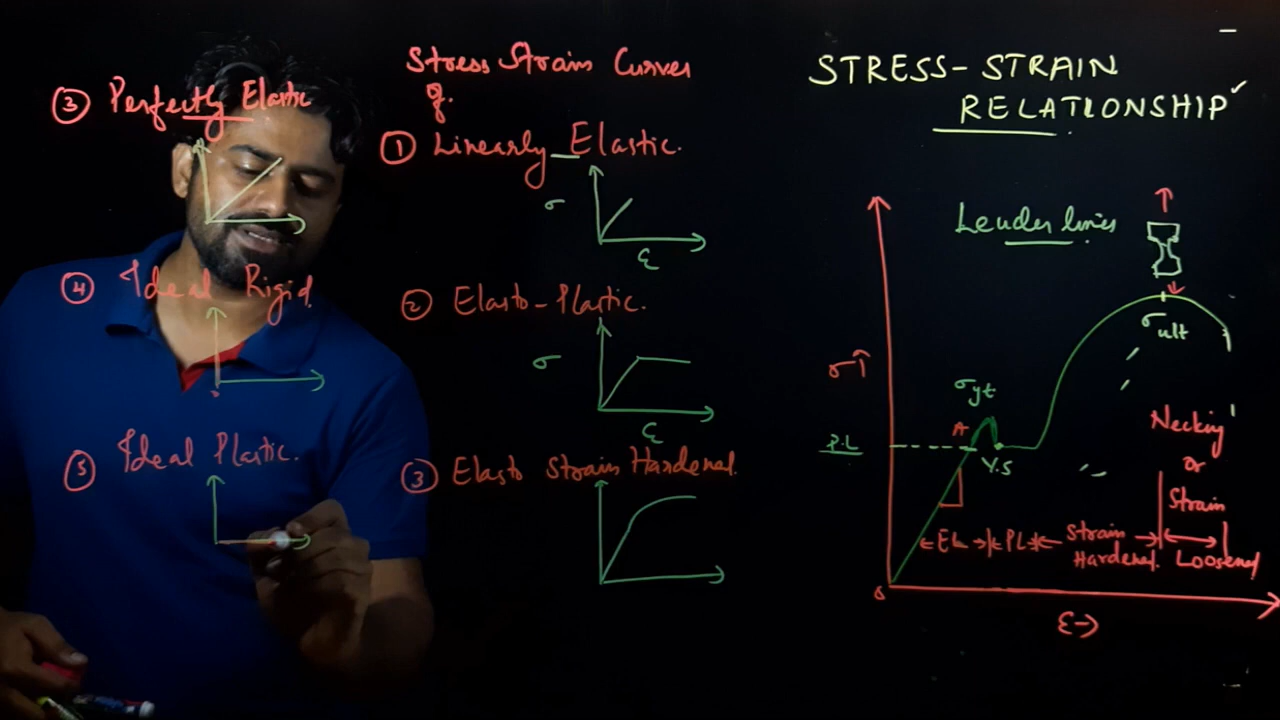 Stress Strain Curves
of.
① Linearly Elastic.
σ
ε
② Elasto-Plastic.
σ
ε
③ Elasto Strain Hardened.
③ Perfectly Elastic
④ Ideal Rigid.
⑤ Ideal Plastic.
STRESS-STRAIN
RELATIONSHIP
Leuder lines
σult
σ↑
σyt
A
P.L
Y.S
Necking
or
Strain
Loosened
EL PL Strain
Hardened.
0
ε→